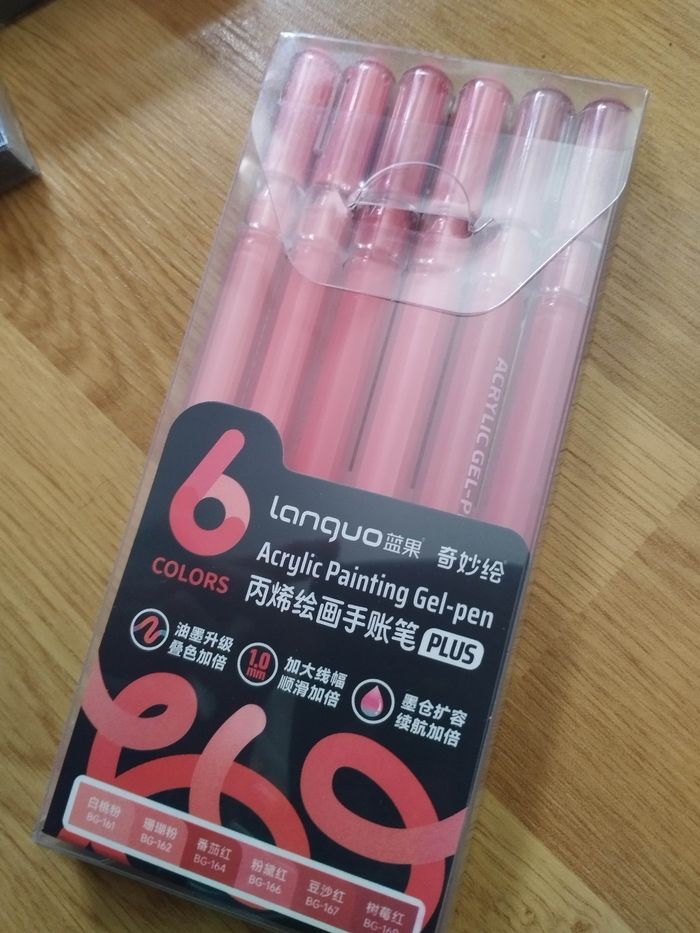 ACRYLIC GEL-P
6
COLORS
Languo蓝果® 奇妙绘
Acrylic Painting Gel-pen
丙烯绘画手账笔 PLUS
油墨升级
叠色加倍
1.0
mm
加大线幅
顺滑加倍
墨仓扩容
续航加倍
白桃粉
BG-161
珊瑚粉
BG-162
番茄红
BG-164
粉黛红
BG-166
豆沙红
BG-167
树莓红